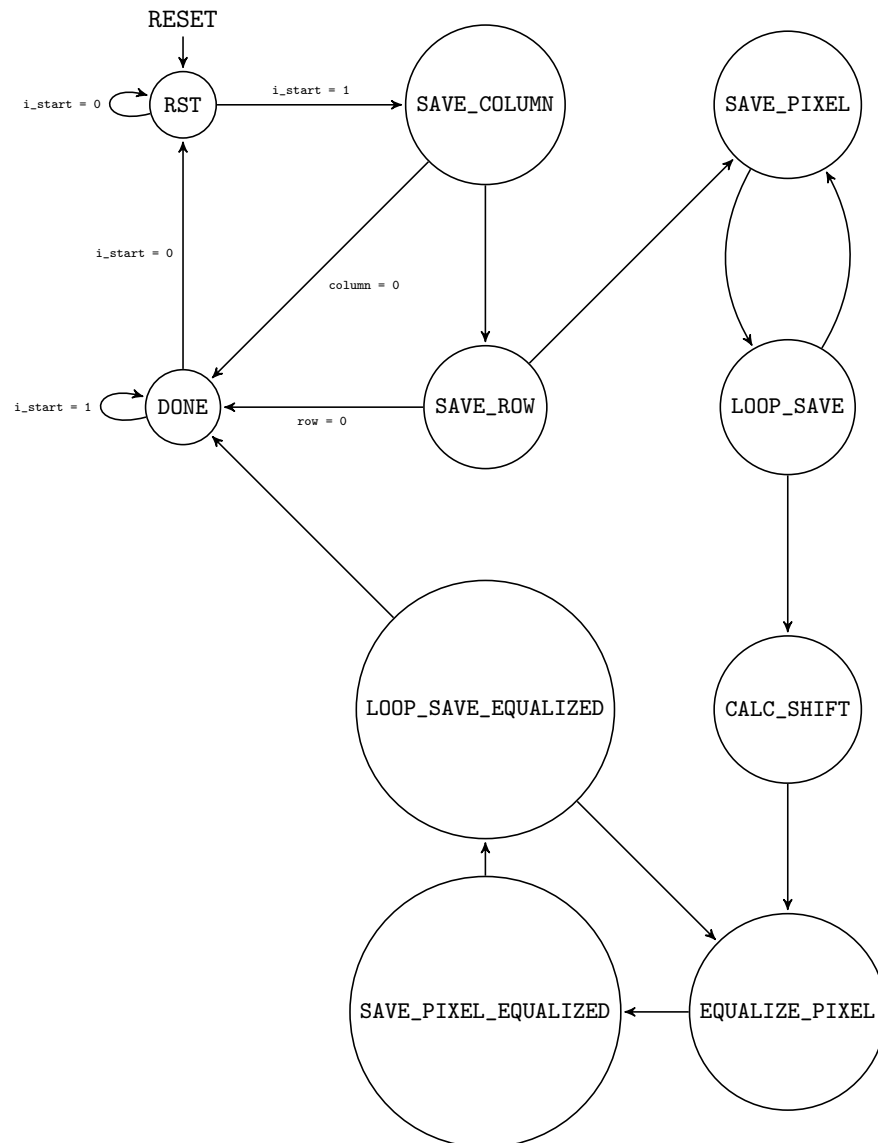 RESET
i_start = 0
RST
i_start = 1
SAVE_COLUMN
SAVE_PIXEL
i_start = 0
column = 0
i_start = 1
DONE
row = 0
SAVE_ROW
LOOP_SAVE
LOOP_SAVE_EQUALIZED
CALC_SHIFT
SAVE_PIXEL_EQUALIZED
EQUALIZE_PIXEL